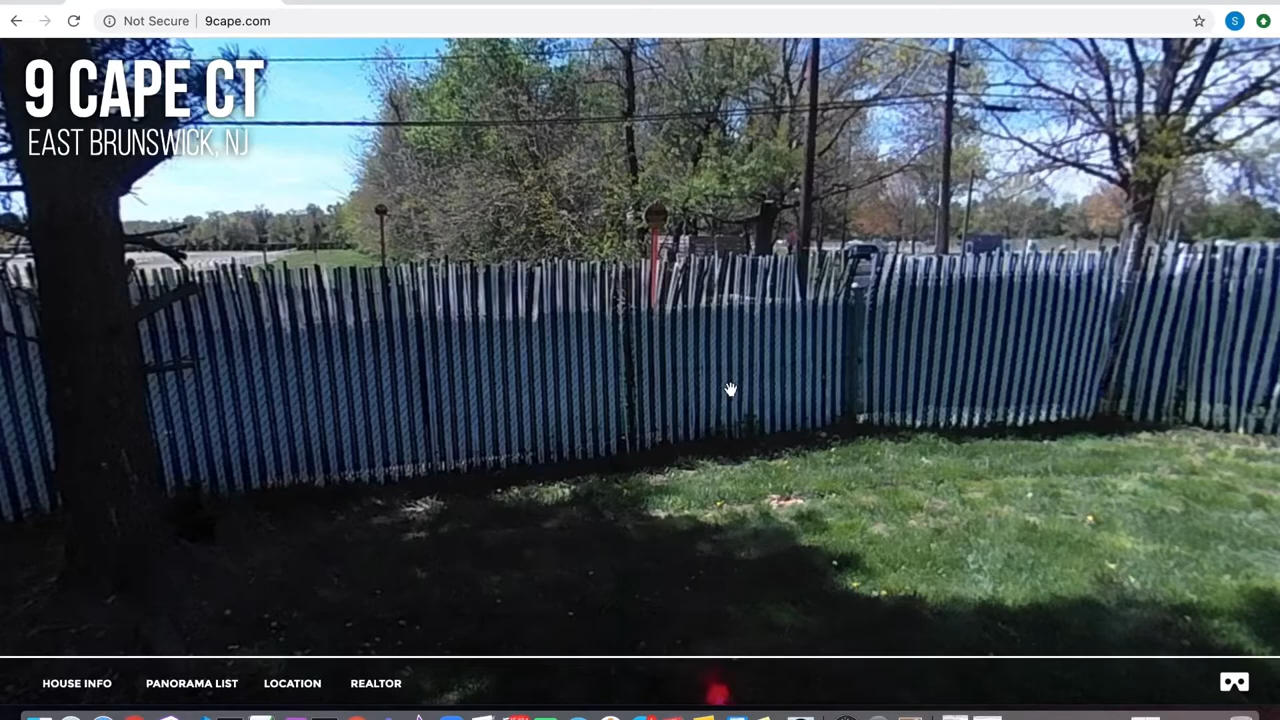 Not Secure | 9cape.com
S
9 CAPE CT
EAST BRUNSWICK, NJ
HOUSE INFO PANORAMA LIST LOCATION REALTOR